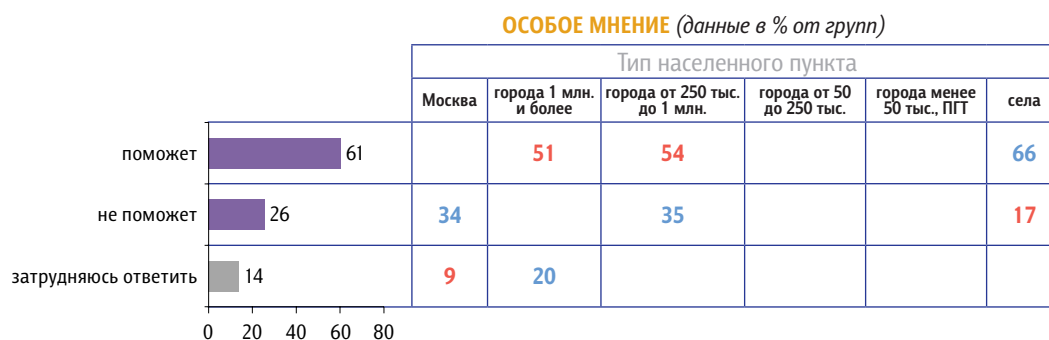 ОСОБОЕ МНЕНИЕ (данные в % от групп)
Тип населенного пункта
Москва
города 1 млн. и более
города от 250 тыс. до 1 млн.
города от 50 до 250 тыс.
города менее 50 тыс., ПГТ
села
поможет 61 51 54 66
не поможет 26 34 35 17
затрудняюсь ответить 14 9 20
0 20 40 60 80